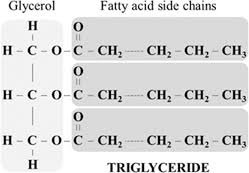 Glycerol Fatty acid side chains
H O
H – C – O – C – CH₂ ┈┈ CH₂ – CH₂ – CH₃
O
H – C – O – C – CH₂ ┈┈ CH₂ – CH₂ – CH₃
O
H – C – O – C – CH₂ ┈┈ CH₂ – CH₂ – CH₃
H
TRIGLYCERIDE